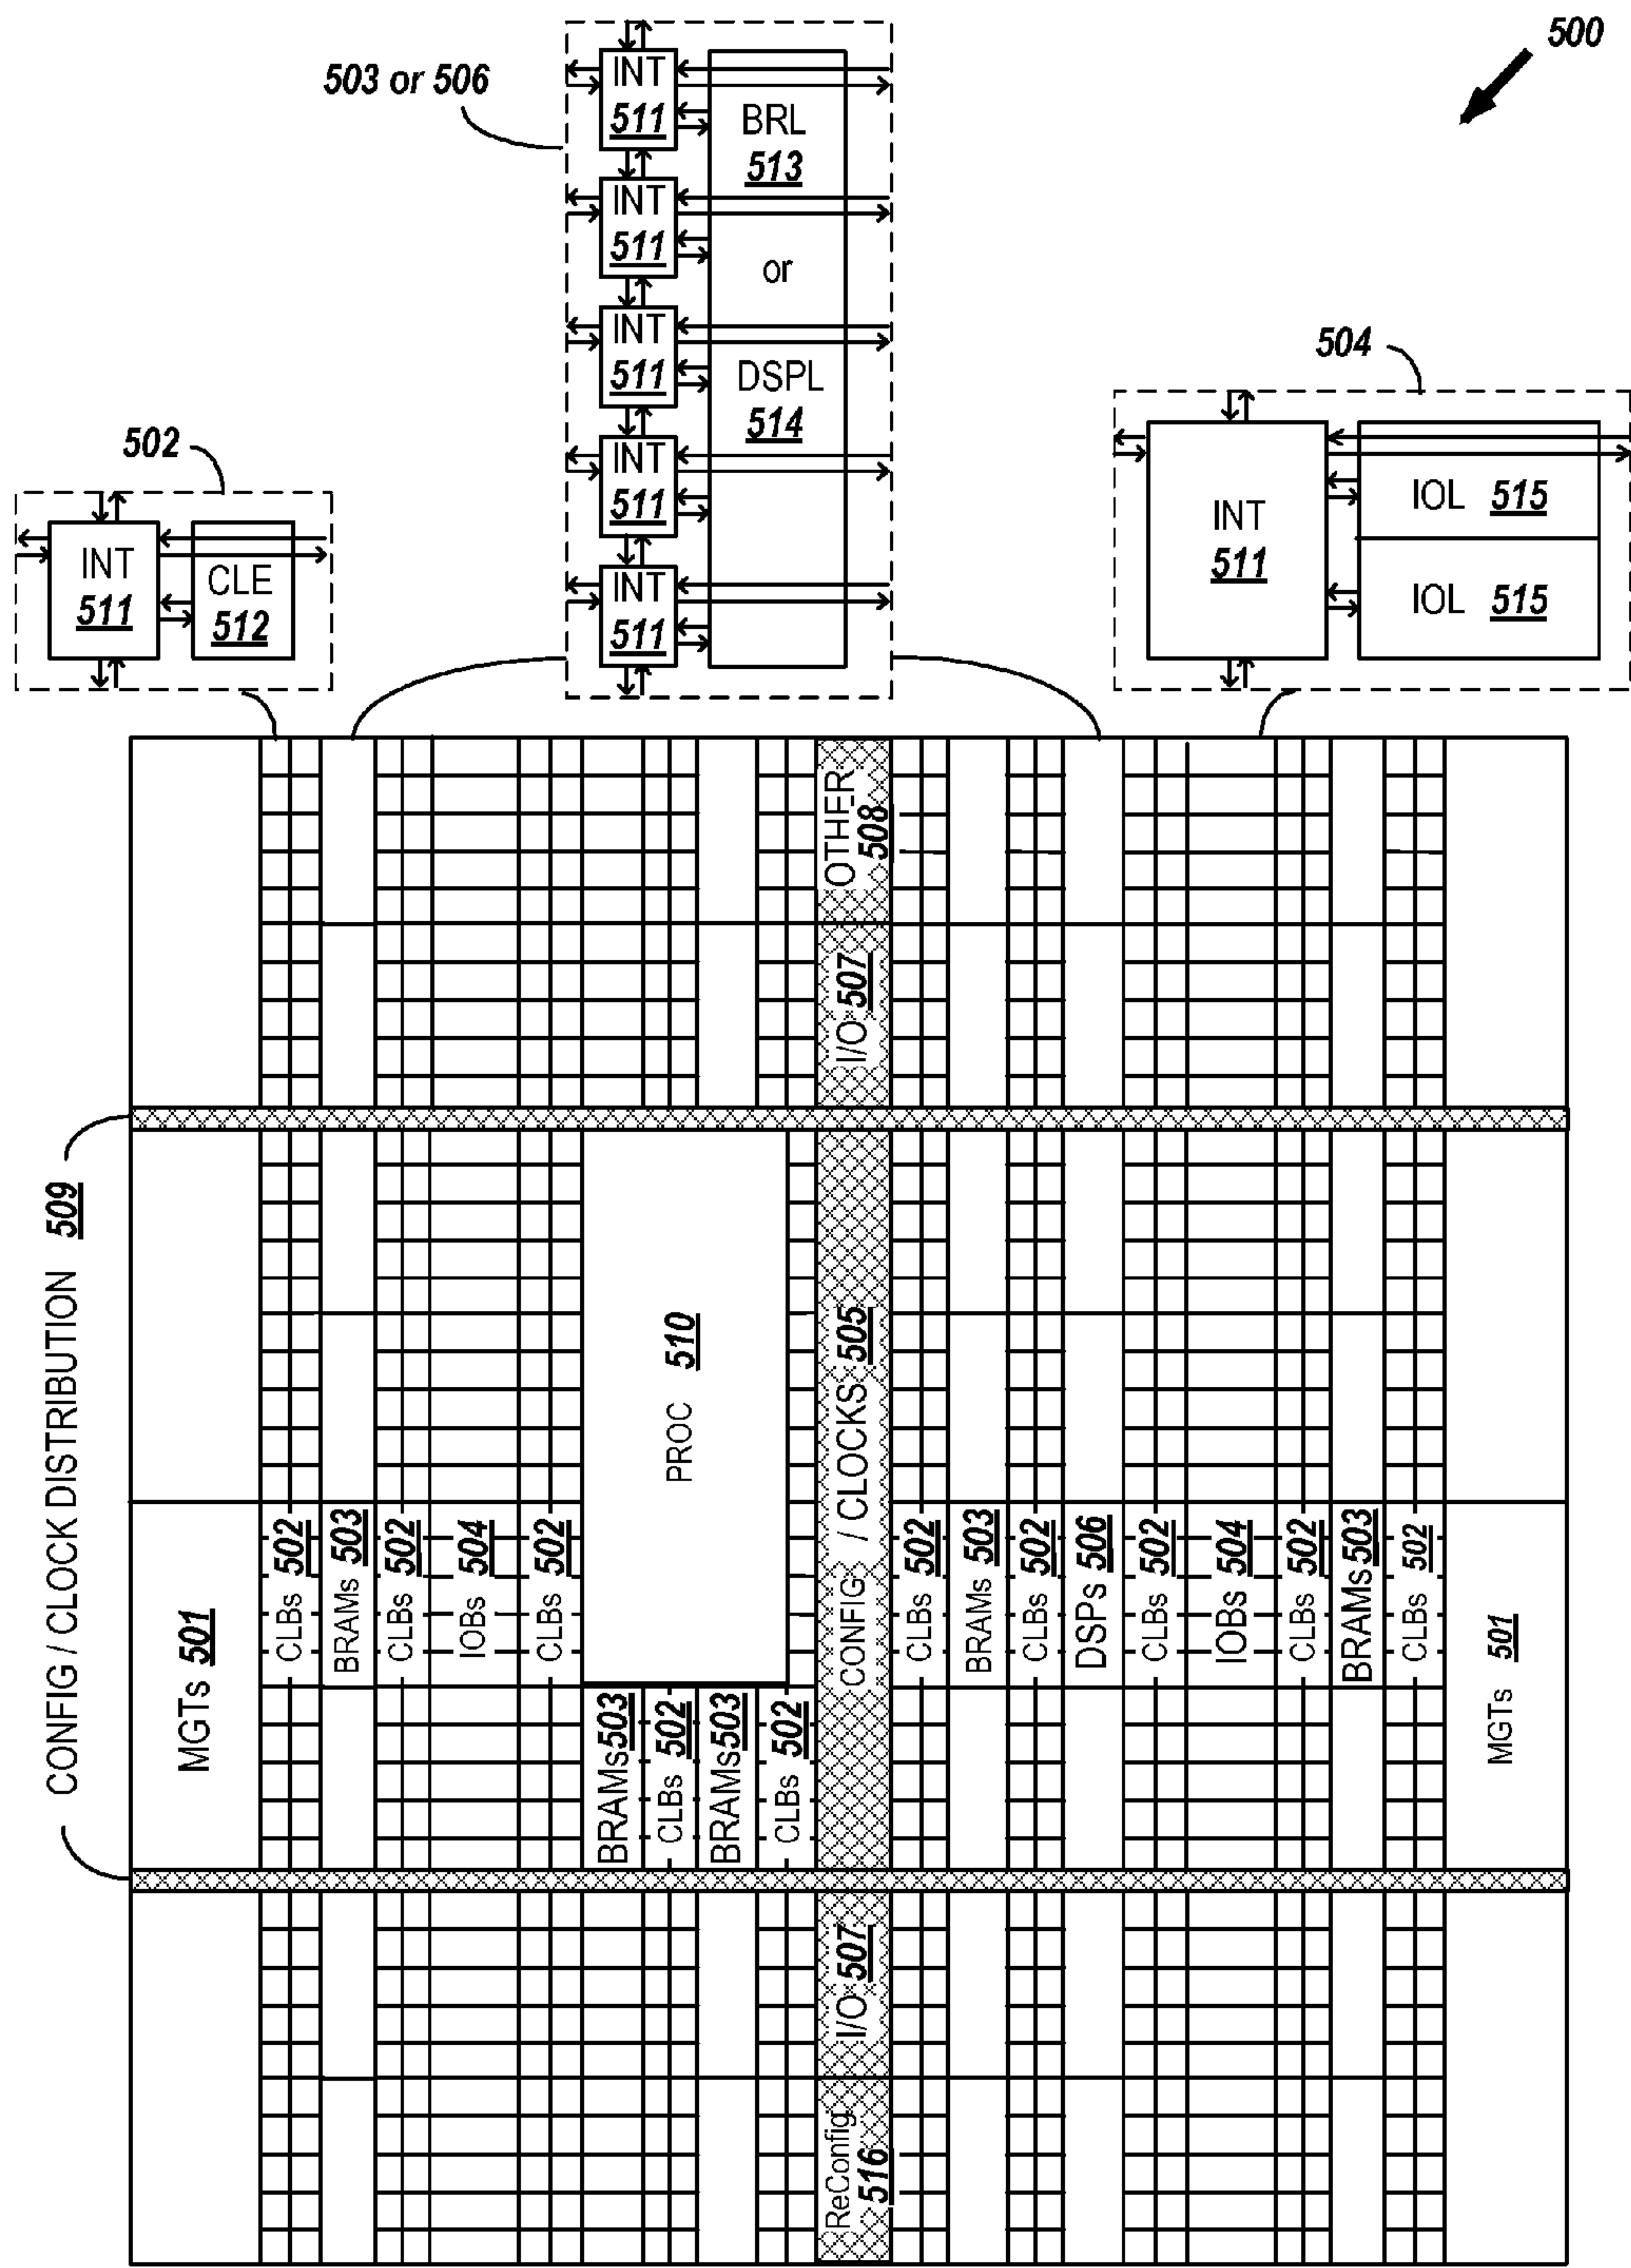 500
503 or 506
INT
511
INT
511
INT
511
INT
511
INT
511
BRL
513
or
DSPL
514
504
INT
511
IOL 515
IOL 515
502
INT
511
CLE
512
OTHER
508
I/O 507
CONFIG / CLOCK DISTRIBUTION 509
PROC 510
CONFIG / CLOCKS 505
MGTs 501
CLBs 502
BRAMs 503
CLBs 502
IOBs 504
CLBs 502
BRAMs 503
CLBs 502
BRAMs 503
CLBs 502
CLBs 502
BRAMs 503
CLBs 502
DSPs 506
CLBs 502
IOBs 504
CLBs 502
BRAMs 503
CLBs 502
MGTs 501
I/O 507
ReConfig
516